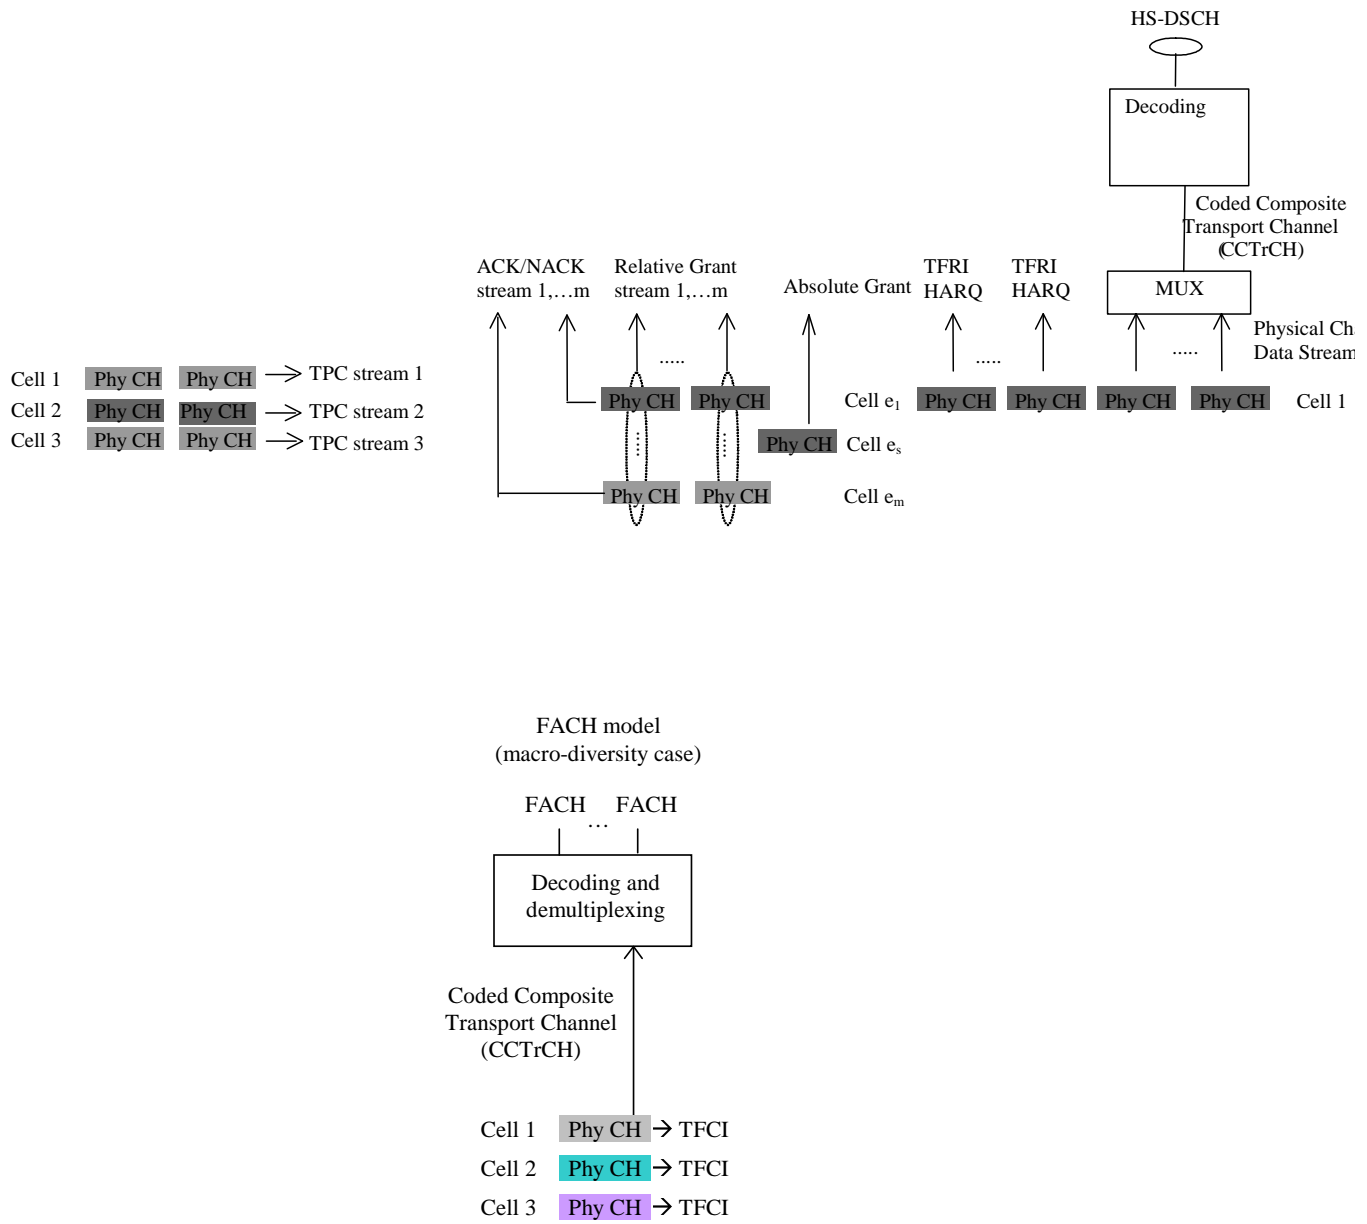 HS-DSCH
Decoding
Coded Composite
Transport Channel
(CCTrCH)
MUX
Physical Cha
Data Stream
ACK/NACK
stream 1,…m
Relative Grant
stream 1,…m
Absolute Grant
TFRI
HARQ
TFRI
HARQ
.....
.....
.....
Cell 1 Phy CH Phy CH TPC stream 1
Cell 2 Phy CH Phy CH TPC stream 2
Cell 3 Phy CH Phy CH TPC stream 3
Phy CH Phy CH Cell e1 Phy CH Phy CH Phy CH Phy CH Cell 1
Phy CH Cell es
Phy CH Phy CH Cell em
FACH model
(macro-diversity case)
FACH … FACH
Decoding and
demultiplexing
Coded Composite
Transport Channel
(CCTrCH)
Cell 1 Phy CH → TFCI
Cell 2 Phy CH → TFCI
Cell 3 Phy CH → TFCI